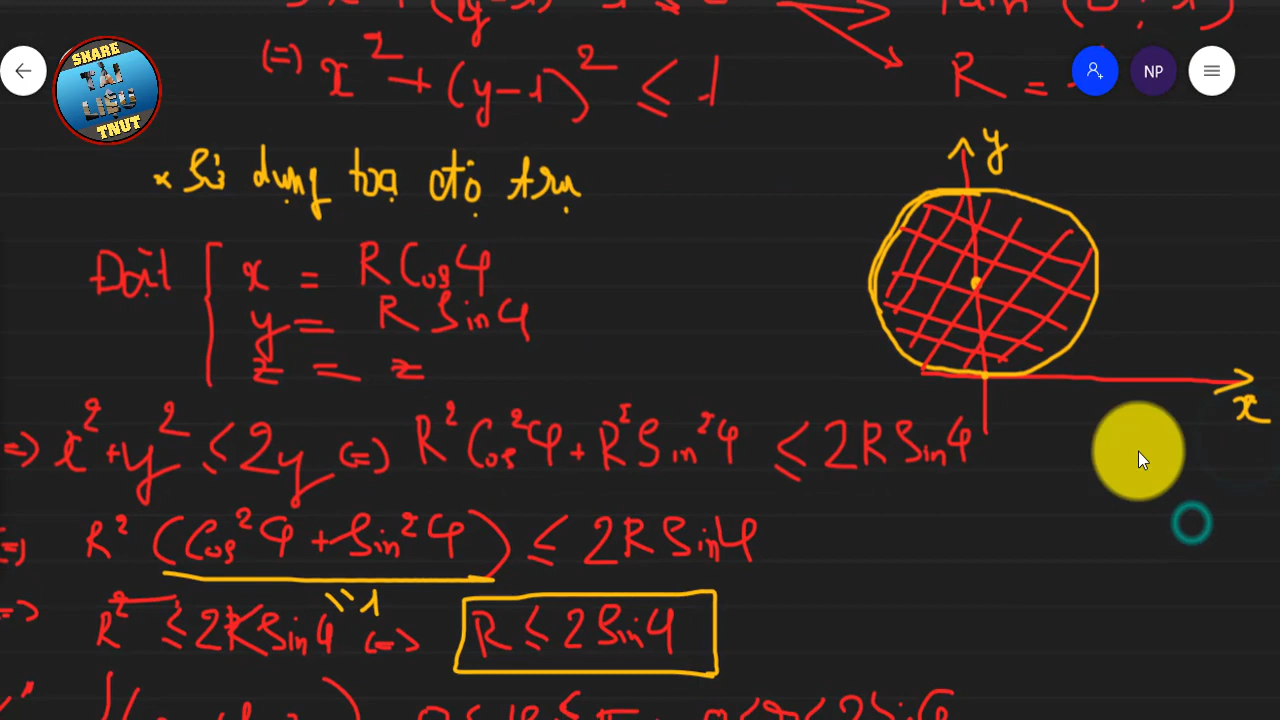 (=) x² + (y-1)² ≤ 1
R =
SHARE
TÀI
LIỆU
TNUT
NP
y
× Sử dụng toạ độ trụ
Đặt { x = R Cos φ
y = R Sin φ
z = z
x
=> x² + y² ≤ 2y (=) R² Cos² φ + R² Sin² φ ≤ 2R Sin φ
(=) R² (Cos² φ + Sin² φ) ≤ 2R Sin φ
1
<=> R² ≤ 2R Sin φ <=> R ≤ 2 Sin φ